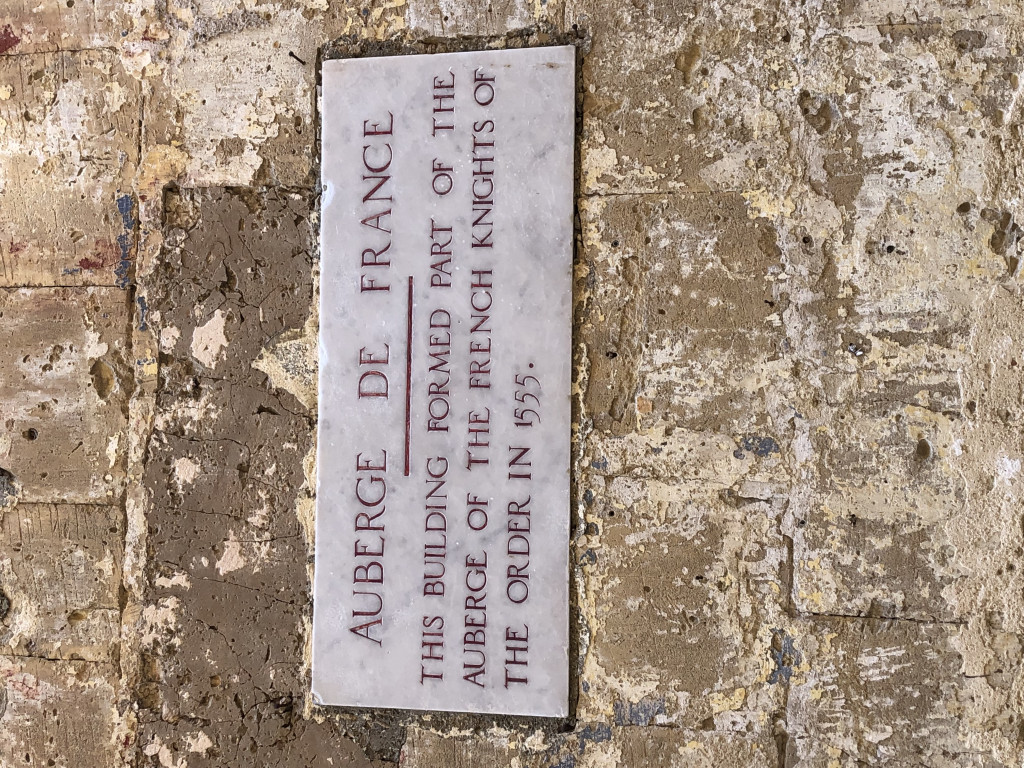 AUBERGE DE FRANCE
THIS BUILDING FORMED PART OF THE
AUBERGE OF THE FRENCH KNIGHTS OF
THE ORDER IN 1555.